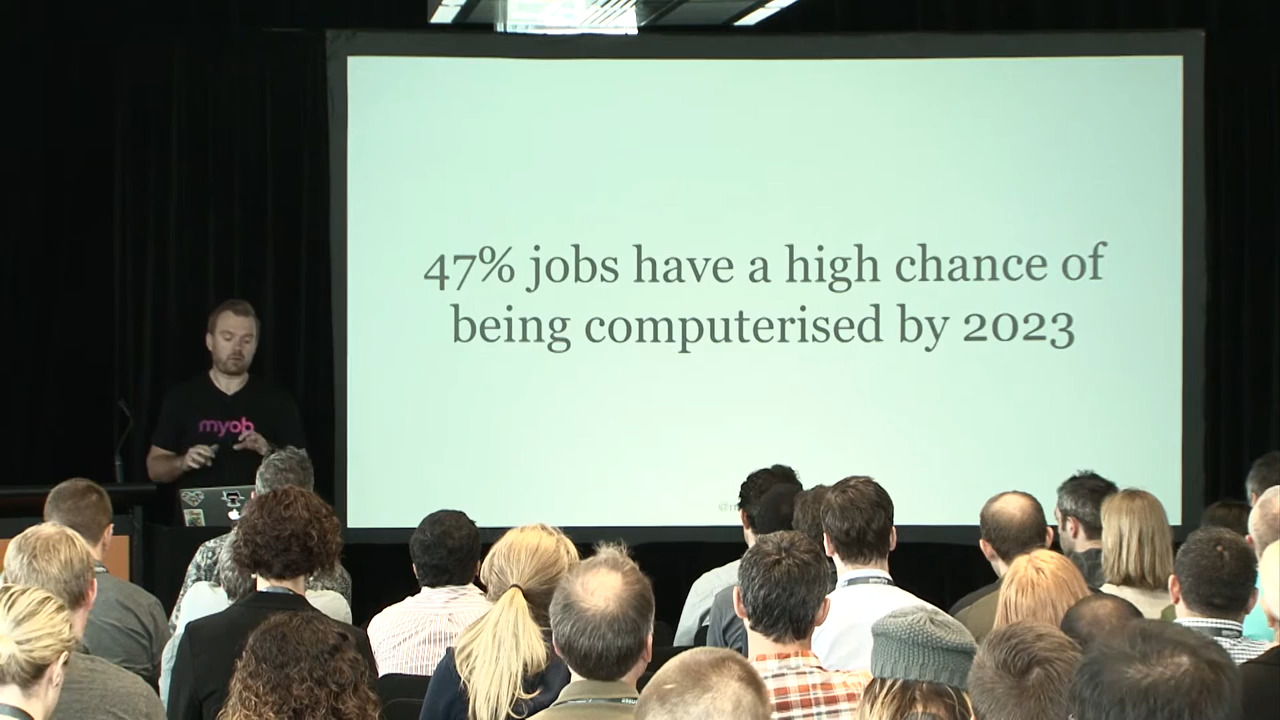 47% jobs have a high chance of
being computerised by 2023
myob